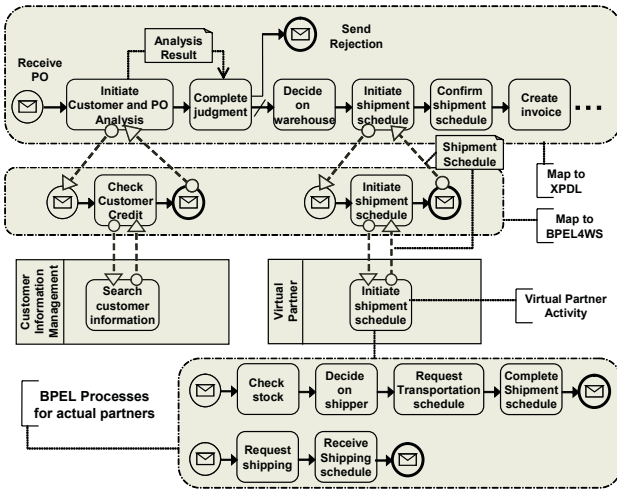 Analysis
Result
Send
Rejection
Receive
PO
Initiate
Customer and PO
Analysis
Complete
judgment
Decide
on
warehouse
Initiate
shipment
schedule
Confirm
shipment
schedule
Create
invoice
Shipment
Schedule
Map to
XPDL
Check
Customer
Credit
Initiate
shipment
schedule
Map to
BPEL4WS
Customer
Information
Management
Search
customer
information
Virtual
Partner
Initiate
shipment
schedule
Virtual Partner
Activity
BPEL Processes
for actual partners
Check
stock
Decide
on
shipper
Request
Transportation
schedule
Complete
Shipment
schedule
Request
shipping
Receive
Shipping
schedule